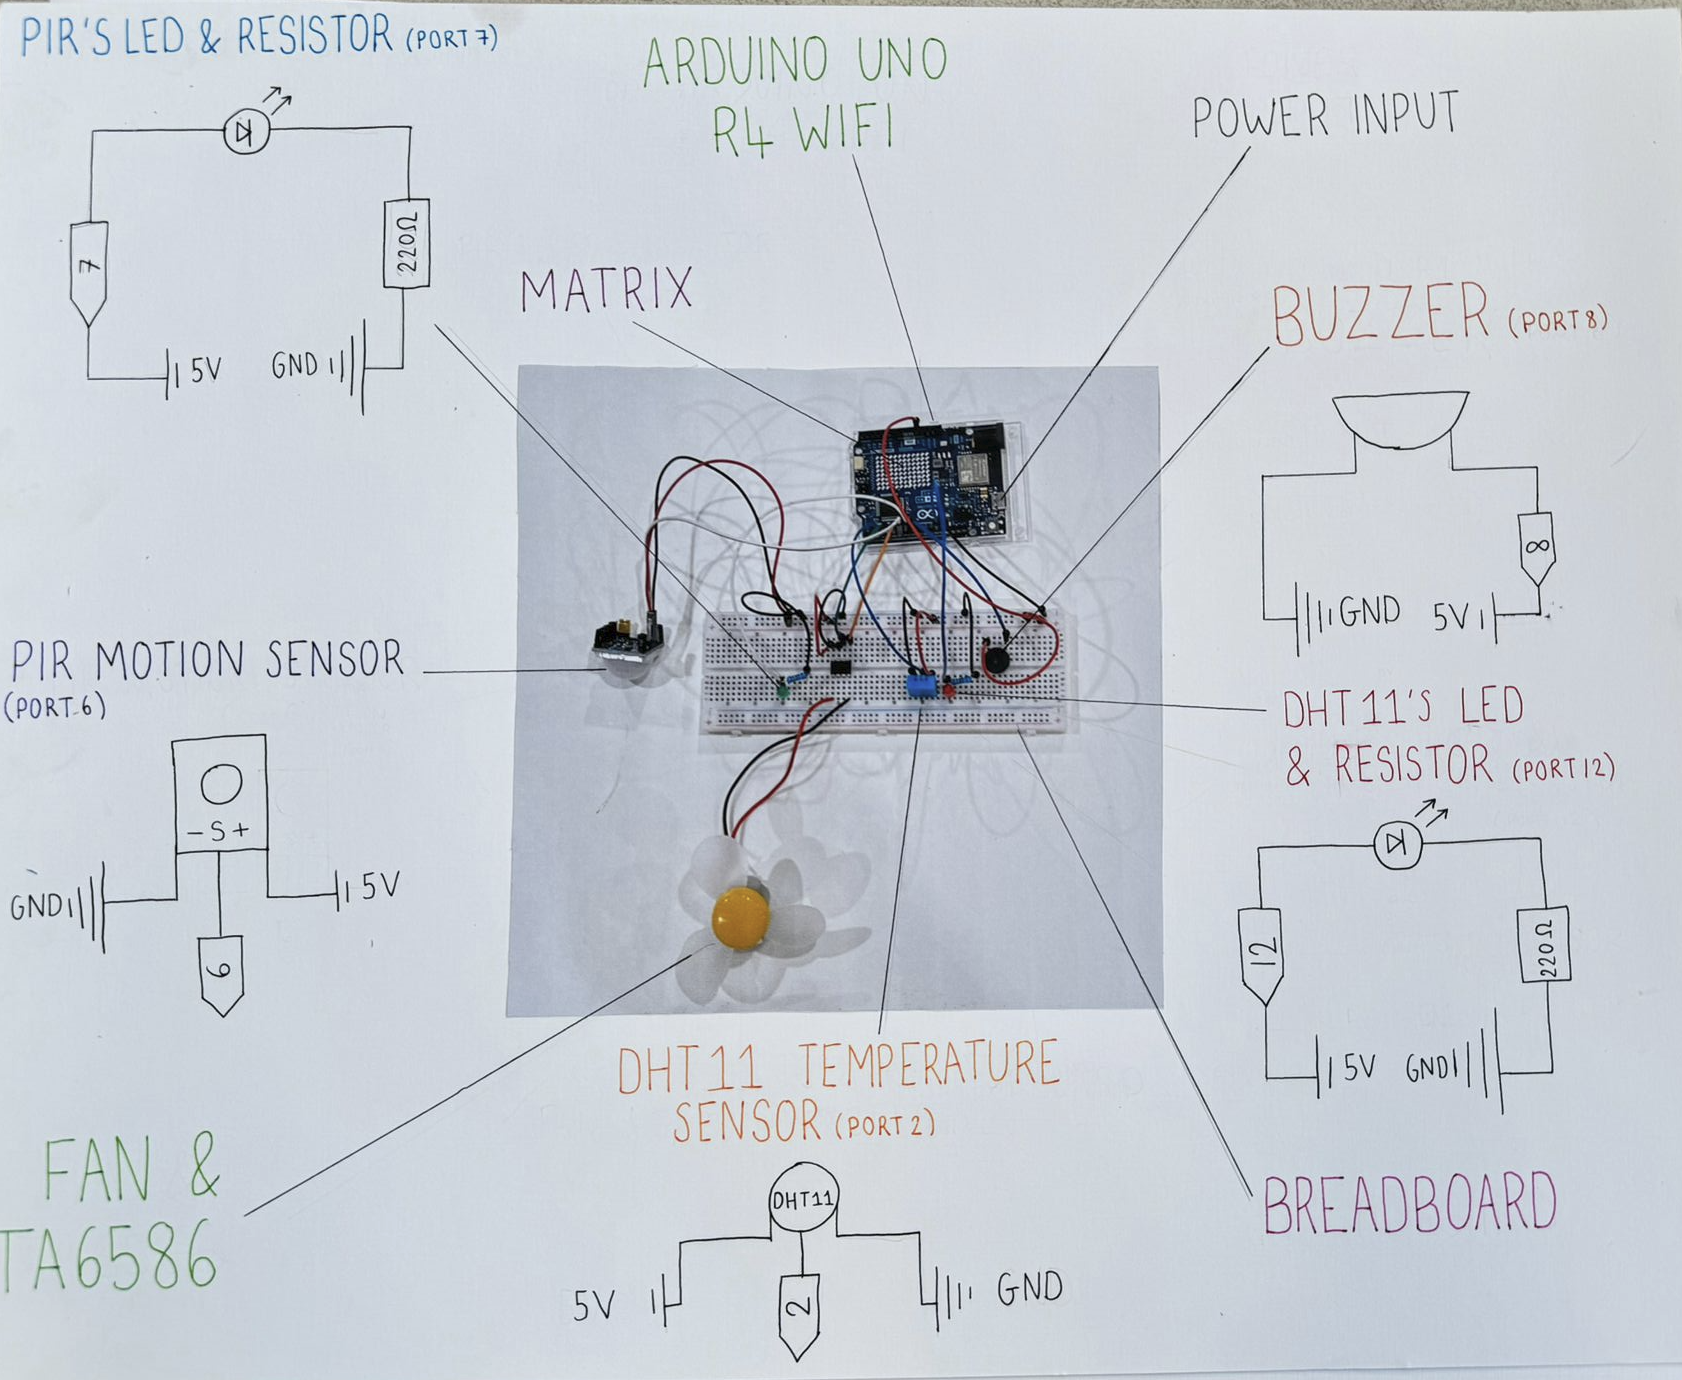 PIR'S LED & RESISTOR (PORT 7)
7
220Ω
5V
GND
ARDUINO UNO
R4 WIFI
POWER INPUT
MATRIX
BUZZER (PORT 8)
8
GND
5V
PIR MOTION SENSOR
(PORT 6)
- S +
GND
5V
6
DHT11'S LED
& RESISTOR (PORT 12)
12
220Ω
5V
GND
FAN &
TA6586
DHT11 TEMPERATURE
SENSOR (PORT 2)
DHT11
5V
2
GND
BREADBOARD